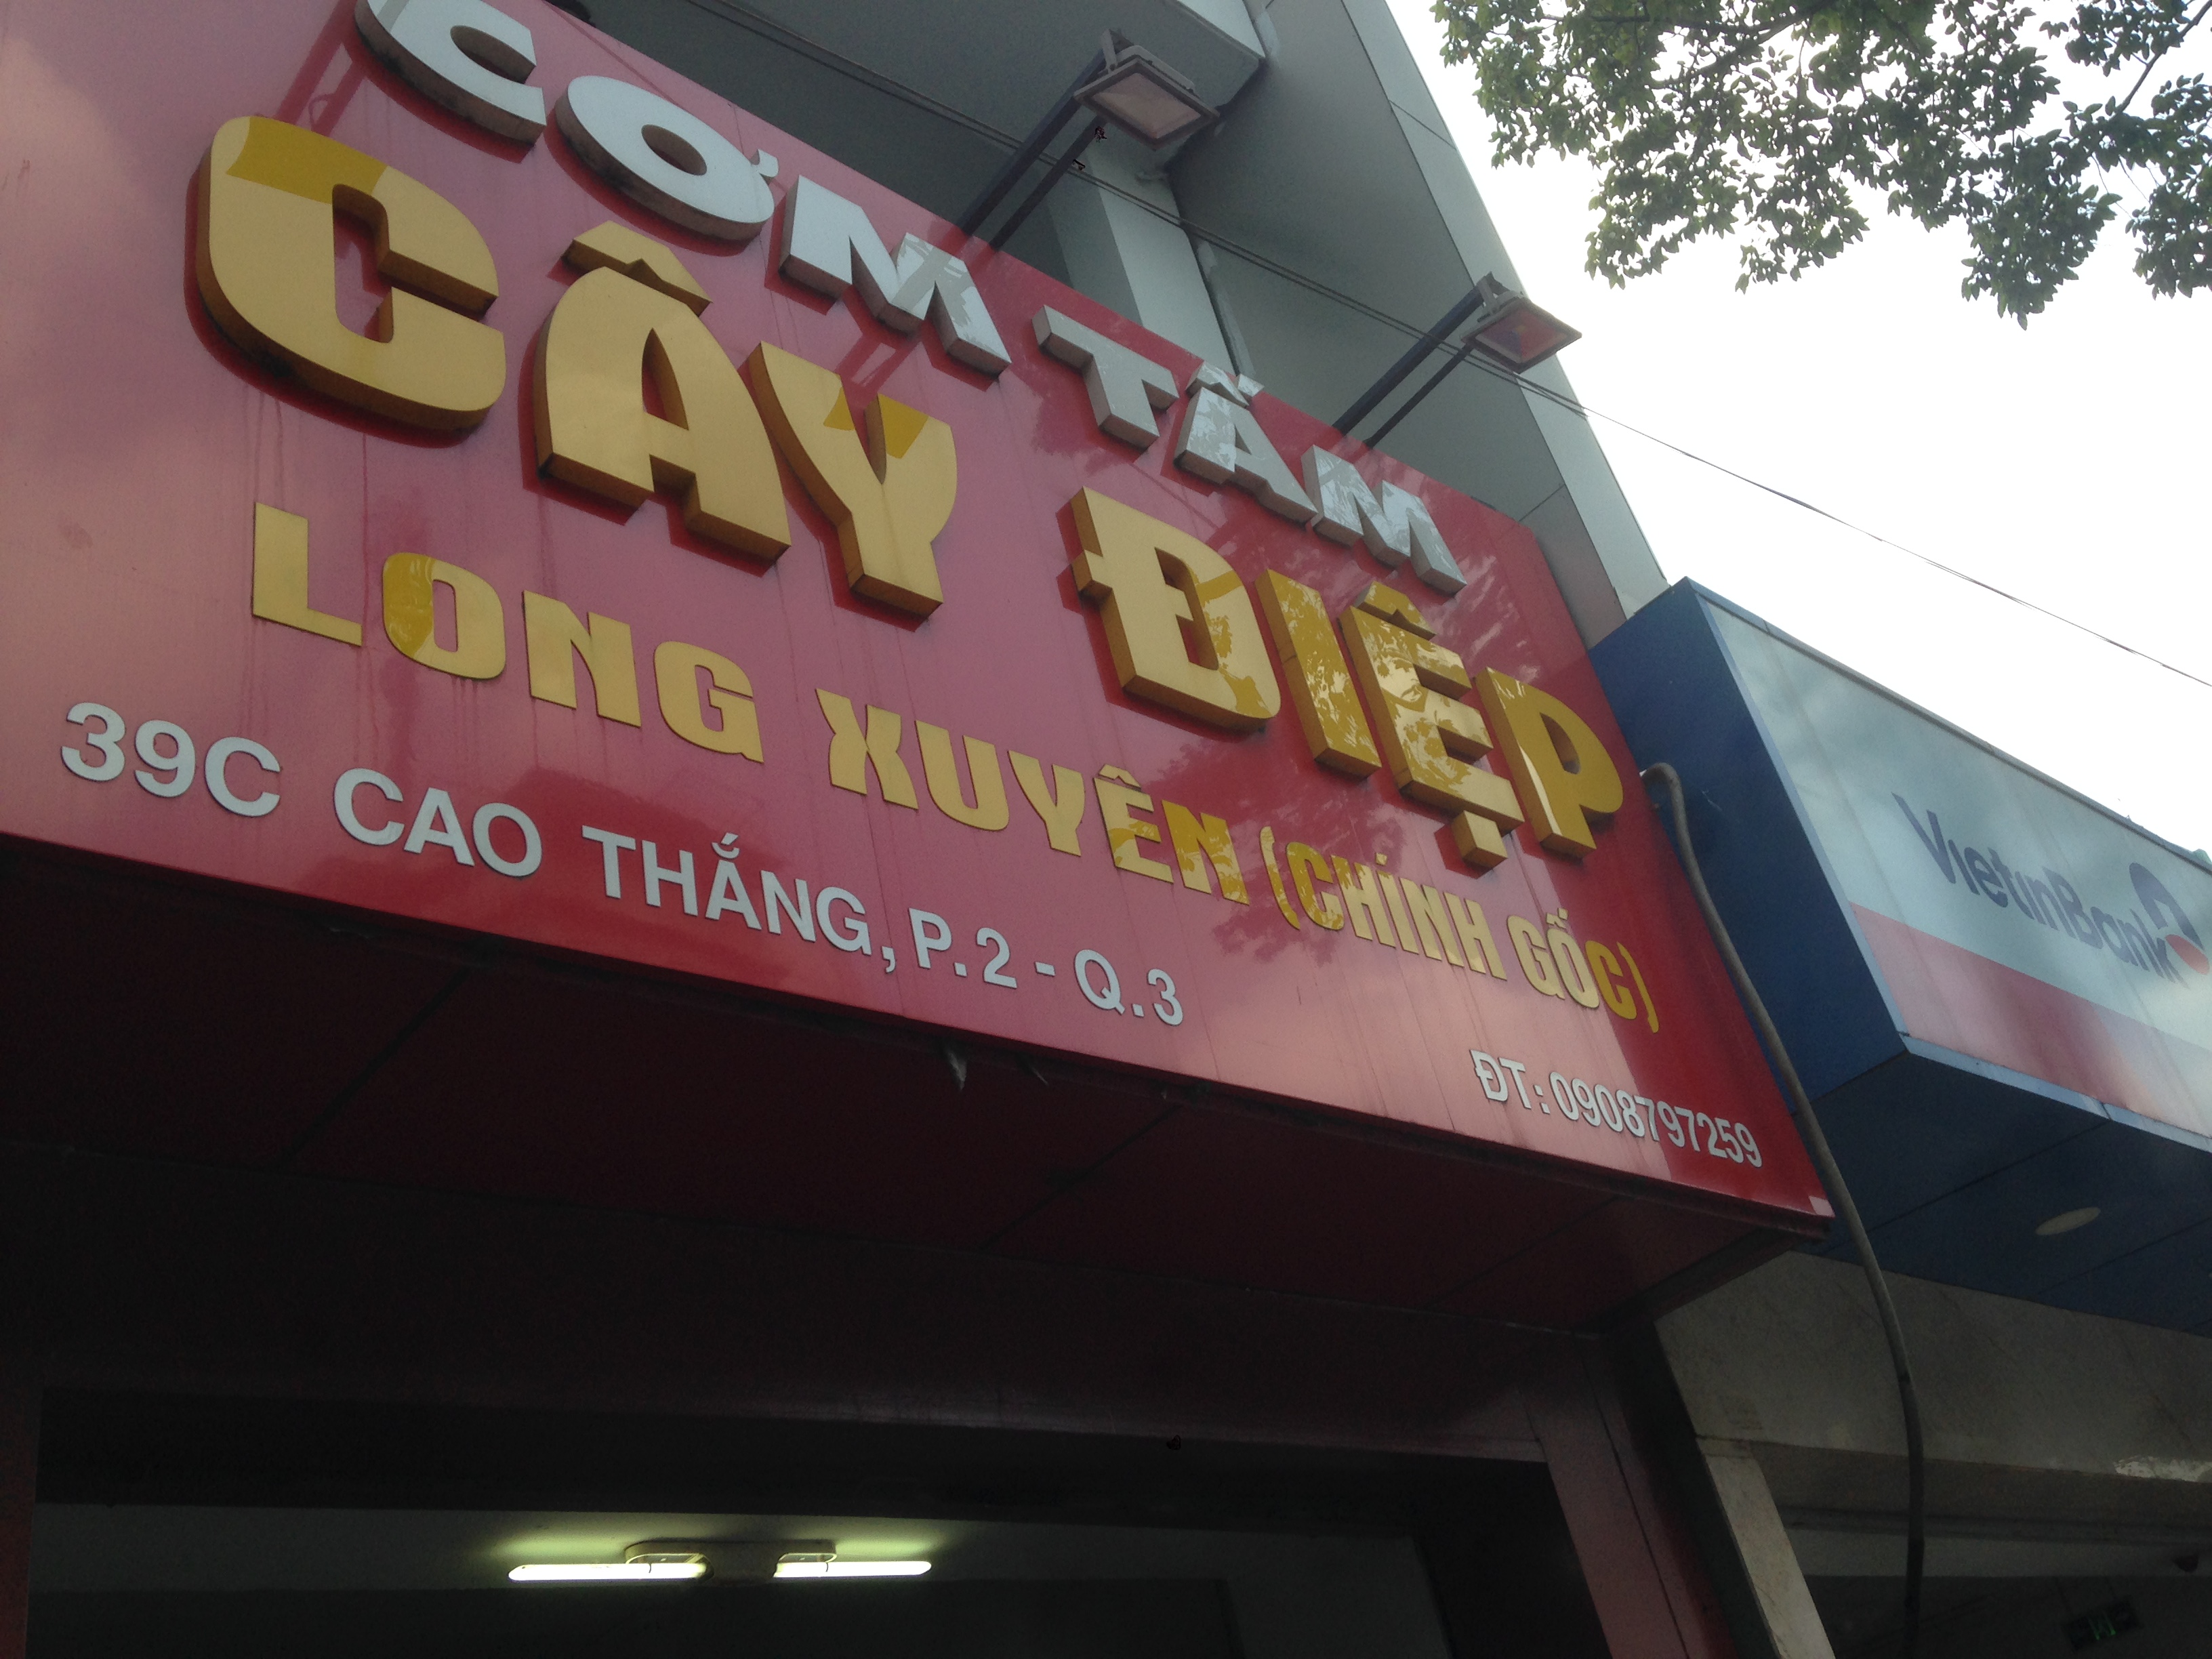 CƠM TẤM
CÂY ĐIỆP
LONG XUYÊN (CHÍNH GỐC)
39C CAO THẮNG, P.2 - Q.3
ĐT: 0908797259
VietinBank